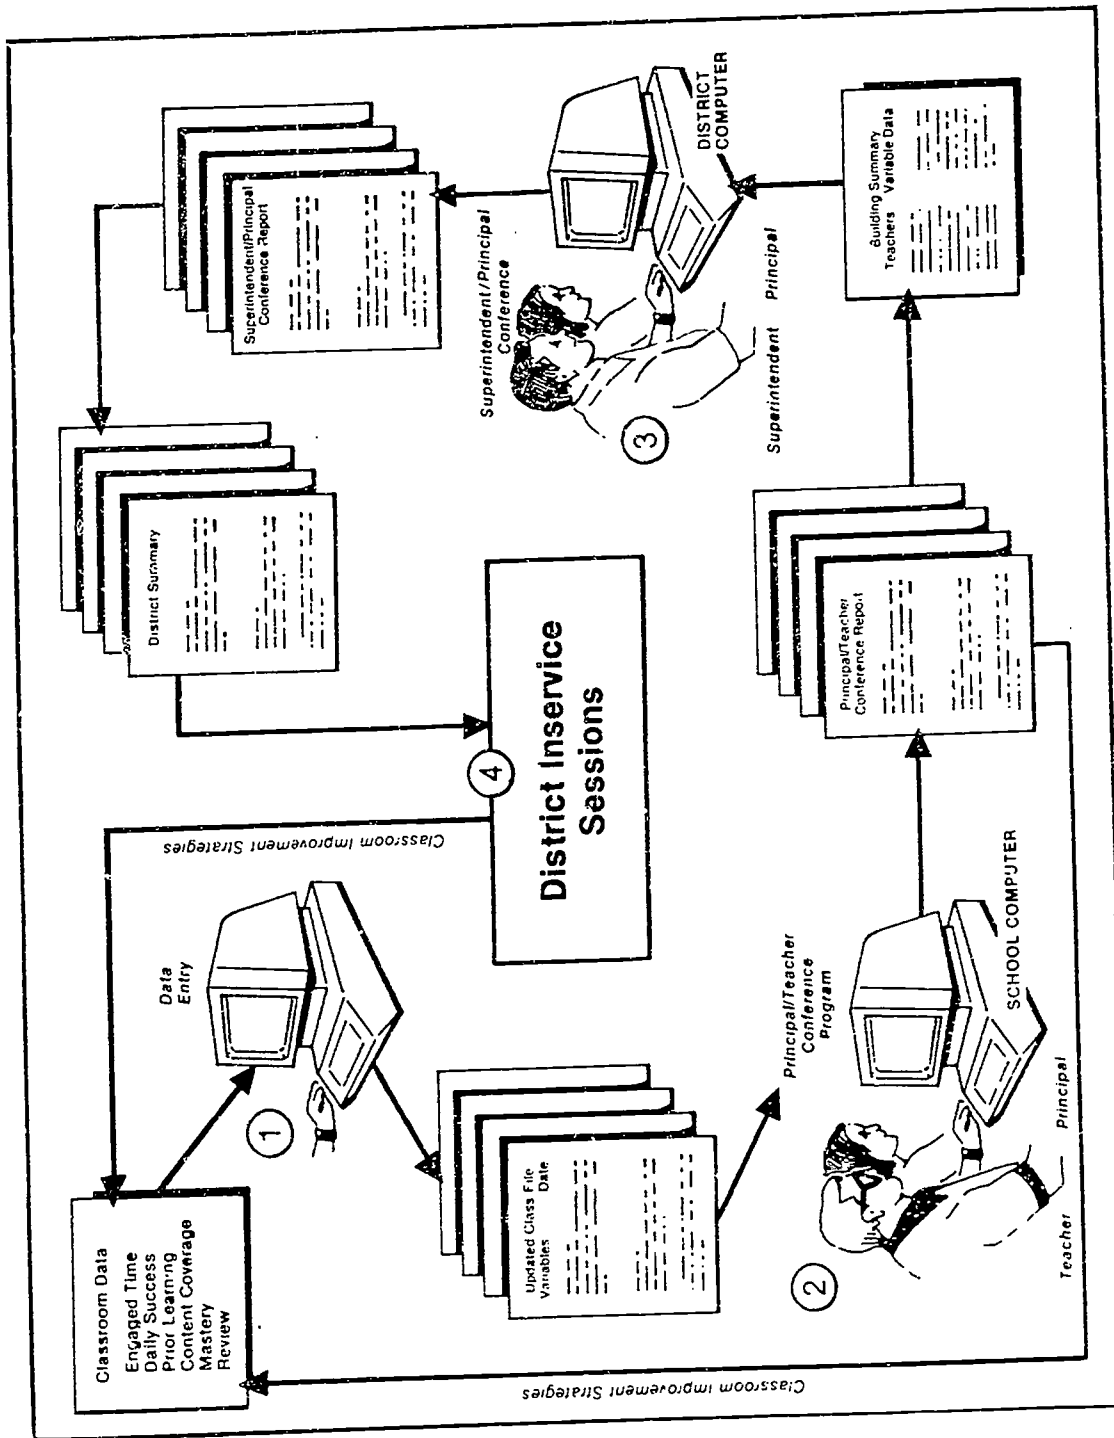 Classroom Data
Engaged Time
Daily Success
Prior Learning
Content Coverage
Mastery
Review
1
Data
Entry
Updated Class File
Variables Date
Principal/Teacher
Conference
Program
2
Teacher Principal
SCHOOL COMPUTER
Principal/Teacher
Conference Report
Classroom Improvement Strategies
Building Summary
Teachers Variable Data
DISTRICT
COMPUTER
Superintendent/Principal
Conference
3
Superintendent Principal
Superintendent/Principal
Conference Report
District Summary
4
District Inservice
Sessions
Classroom Improvement Strategies